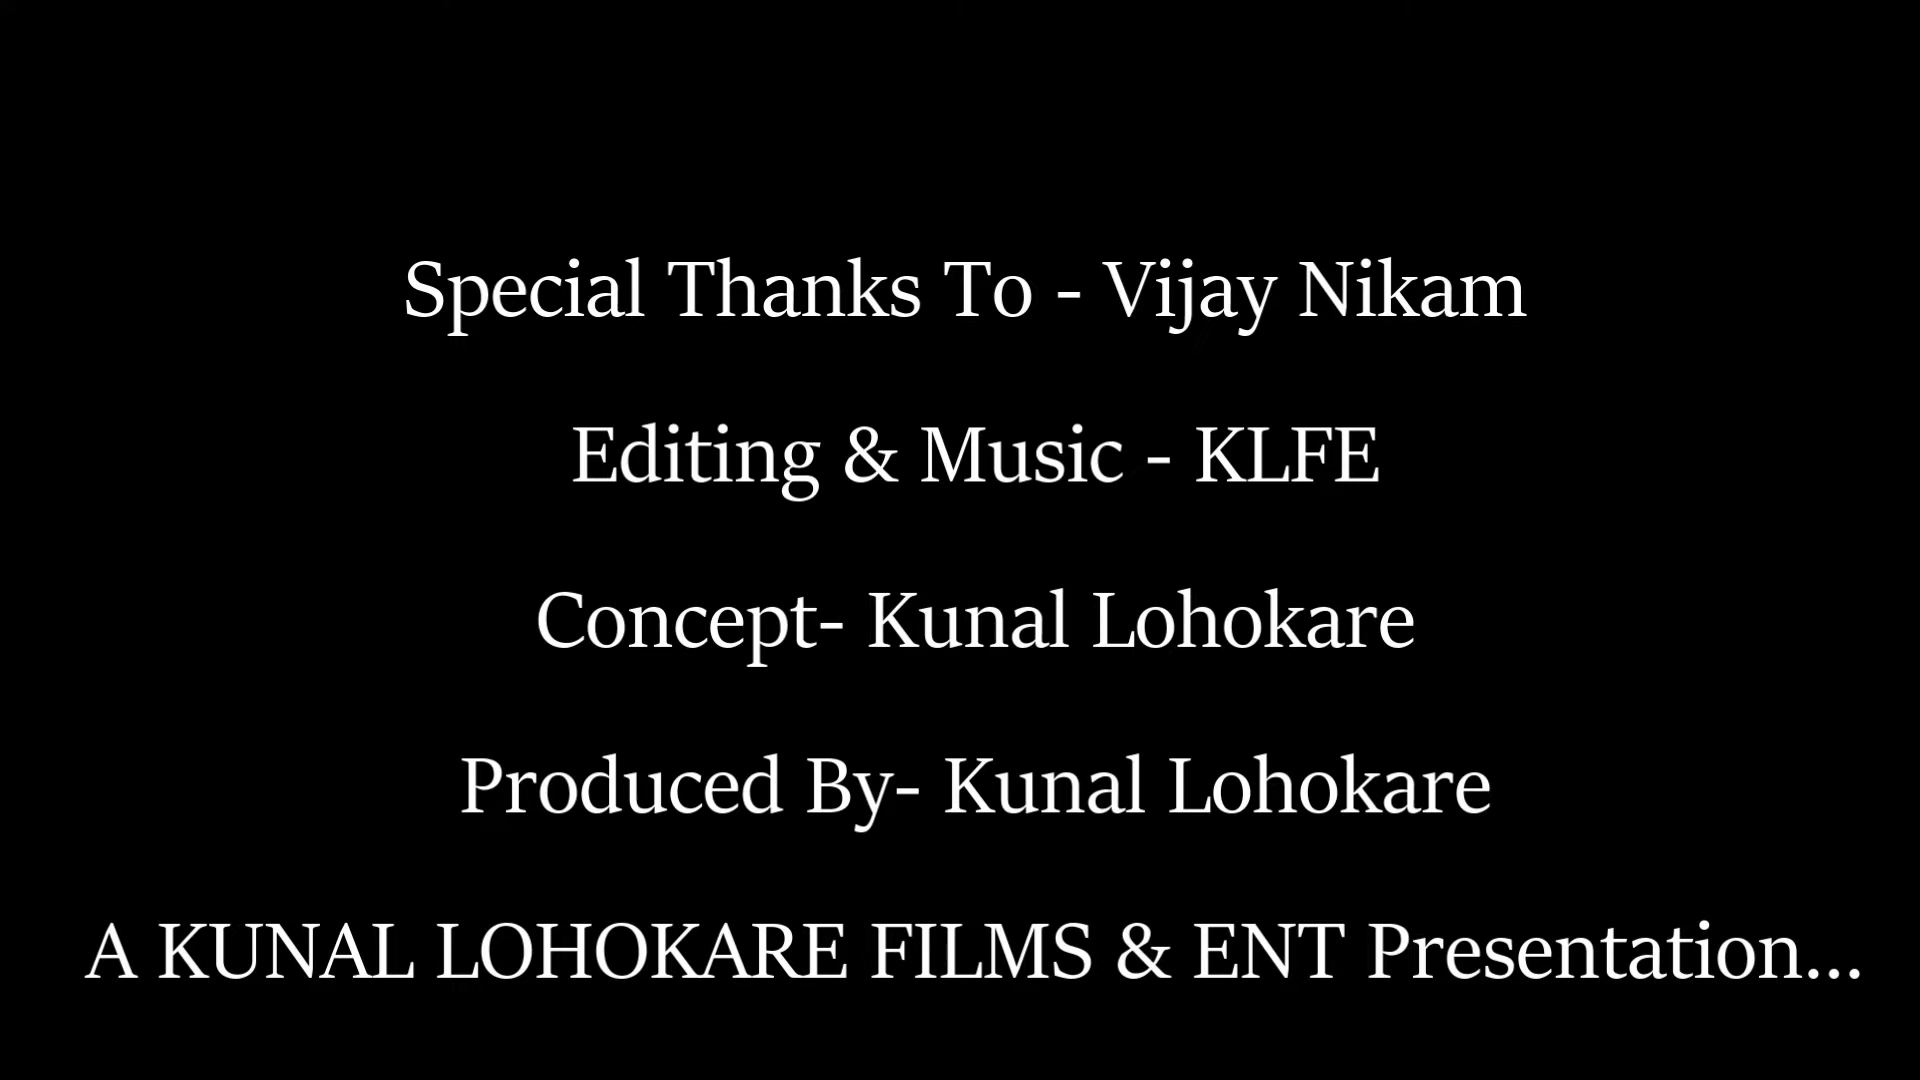 Special Thanks To - Vijay Nikam
Editing & Music - KLFE
Concept- Kunal Lohokare
Produced By- Kunal Lohokare
A KUNAL LOHOKARE FILMS & ENT Presentation...